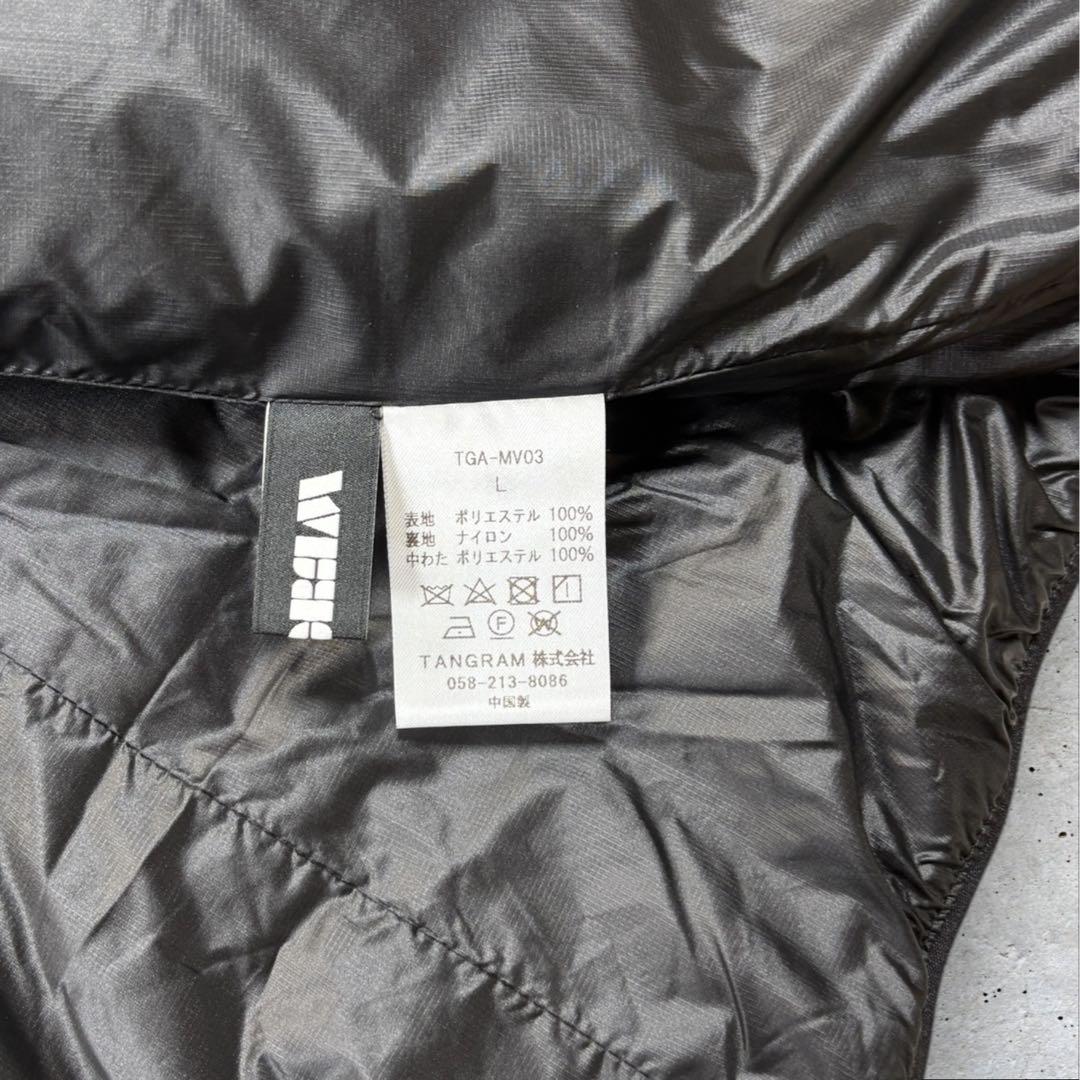 TGA-MV03
L
表地 ポリエステル 100%
裏地 ナイロン 100%
中わた ポリエステル 100%
F
W
TANGRAM 株式会社
058-213-8086
中国製